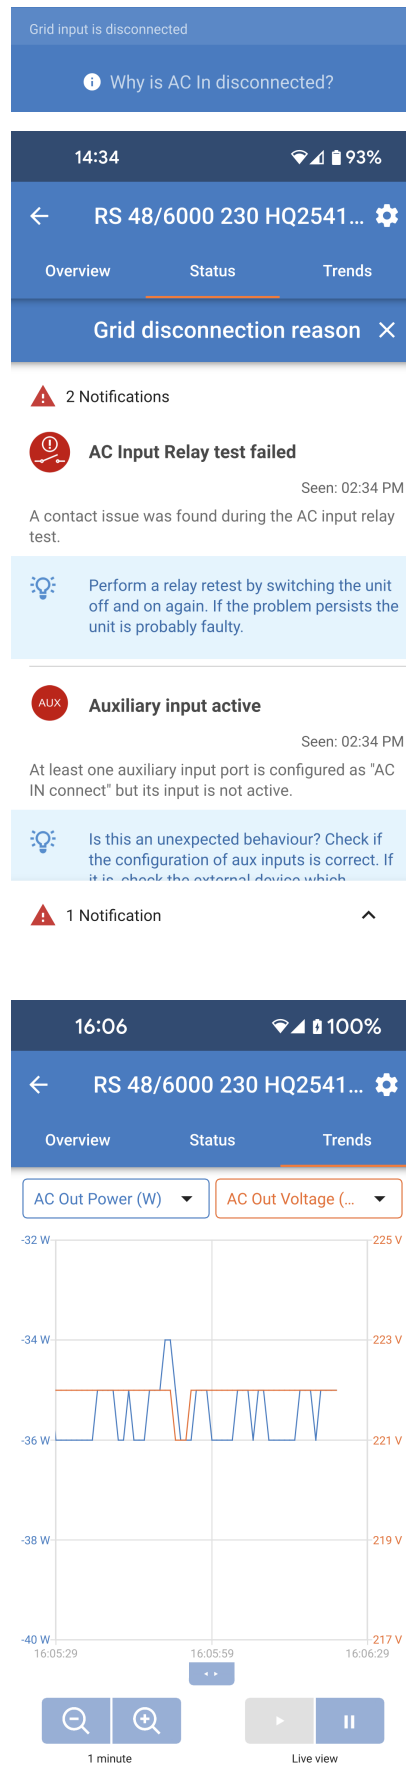 Grid input is disconnected
Why is AC In disconnected?
14:34
93%
RS 48/6000 230 HQ2541...
Overview
Status
Trends
Grid disconnection reason
2 Notifications
AC Input Relay test failed
Seen: 02:34 PM
A contact issue was found during the AC input relay
test.
Perform a relay retest by switching the unit
off and on again. If the problem persists the
unit is probably faulty.
AUX
Auxiliary input active
Seen: 02:34 PM
At least one auxiliary input port is configured as "AC
IN connect" but its input is not active.
Is this an unexpected behaviour? Check if
the configuration of aux inputs is correct. If
it is, check the external device which
1 Notification
16:06
100%
RS 48/6000 230 HQ2541...
Overview
Status
Trends
AC Out Power (W)
AC Out Voltage (...
-32 W
225 V
-34 W
223 V
-36 W
221 V
-38 W
219 V
-40 W
217 V
16:05:29
16:05:59
16:06:29
1 minute
Live view